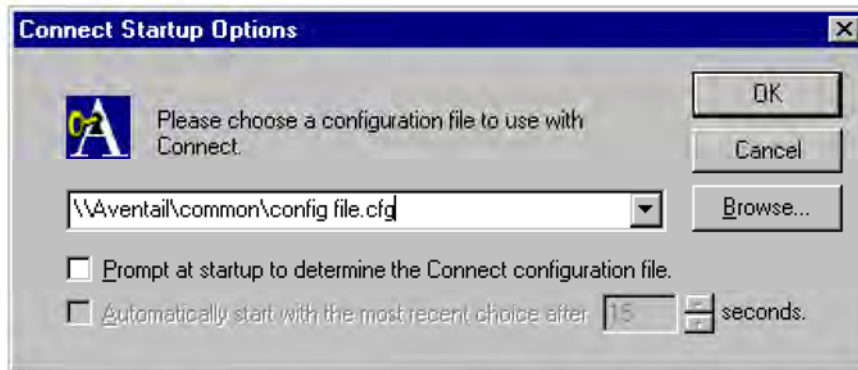 Connect Startup Options
Please choose a configuration file to use with
Connect.
OK
Cancel
\\Aventail\common\config file.cfg
Browse...
Prompt at startup to determine the Connect configuration file.
Automatically start with the most recent choice after 15 seconds.